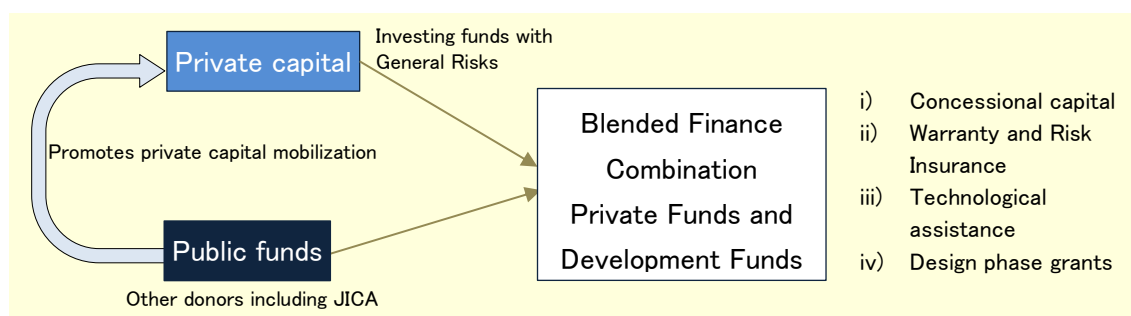 Private capital
Investing funds with
General Risks
Promotes private capital mobilization
Public funds
Other donors including JICA
Blended Finance
Combination
Private Funds and
Development Funds
i) Concessional capital
ii) Warranty and Risk
Insurance
iii) Technological
assistance
iv) Design phase grants